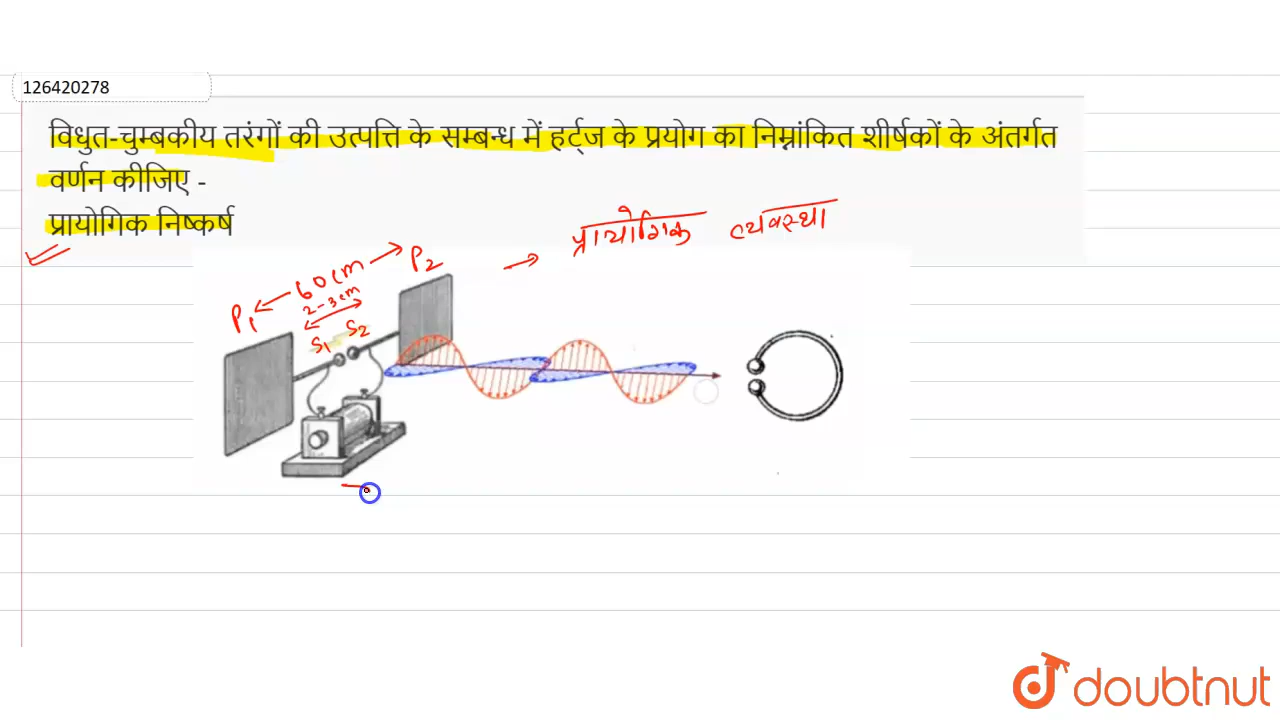 126420278
विधुत-चुम्बकीय तरंगों की उत्पत्ति के सम्बन्ध में हर्ट्ज के प्रयोग का निम्नांकित शीर्षकों के अंतर्गत
वर्णन कीजिए -
प्रायोगिक निष्कर्ष
प्रायोगिक व्यवस्था
P2
60cm
2-3cm
P1
S1 S2
doubtnut